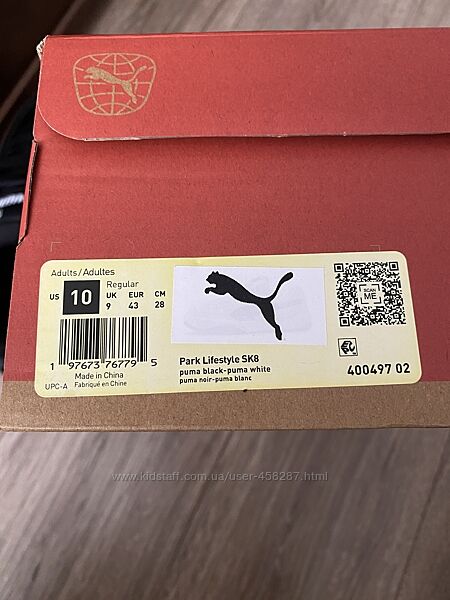 Adults/Adultes
Regular
US 10 UK 9 EUR 43 CM 28
1 97673 76779 5
Made in China
UPC-A Fabriqué en Chine
Park Lifestyle SK8
puma black-puma white
puma noir-puma blanc
SCAN ME
400497 02
www.kidstaff.com.ua/user-458287.html